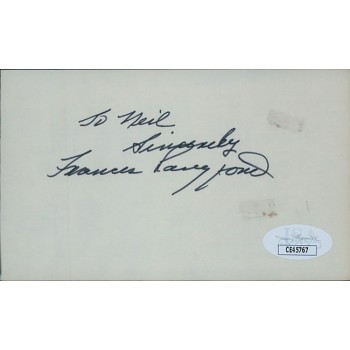 To Neil
Sincerely
Frances Langford
CE45767